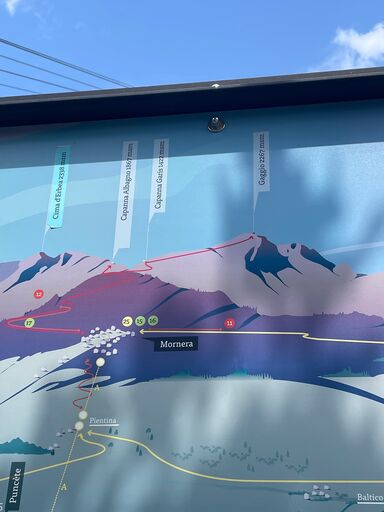 Cima d'Erbea 2338 msm
Capanna Albagno 1867 msm
Capanna Gariss 1422 msm
Gaggio 2267 msm
12
17
25
15
16
11
Mornera
Pientina
A
A
Puncète
Baltico